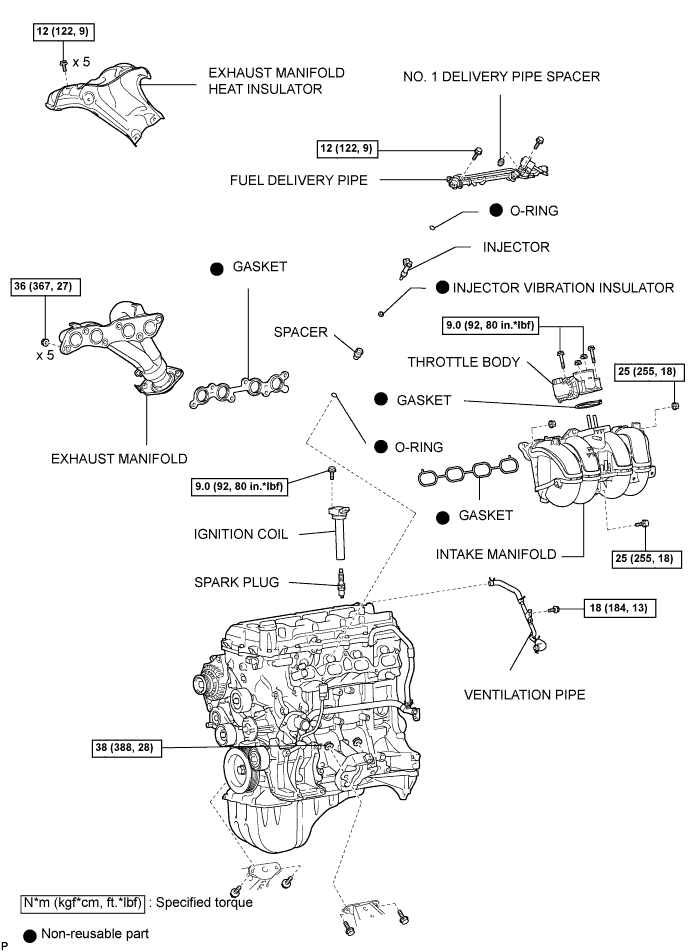 12 (122, 9)
x 5
EXHAUST MANIFOLD
HEAT INSULATOR
NO. 1 DELIVERY PIPE SPACER
12 (122, 9)
FUEL DELIVERY PIPE
O-RING
INJECTOR
GASKET
36 (367, 27)
x 5
INJECTOR VIBRATION INSULATOR
9.0 (92, 80 in.*lbf)
SPACER
THROTTLE BODY
25 (255, 18)
GASKET
O-RING
EXHAUST MANIFOLD
9.0 (92, 80 in.*lbf)
GASKET
IGNITION COIL
INTAKE MANIFOLD
25 (255, 18)
SPARK PLUG
18 (184, 13)
VENTILATION PIPE
38 (388, 28)
N*m (kgf*cm, ft.*lbf) : Specified torque
Non-reusable part
P